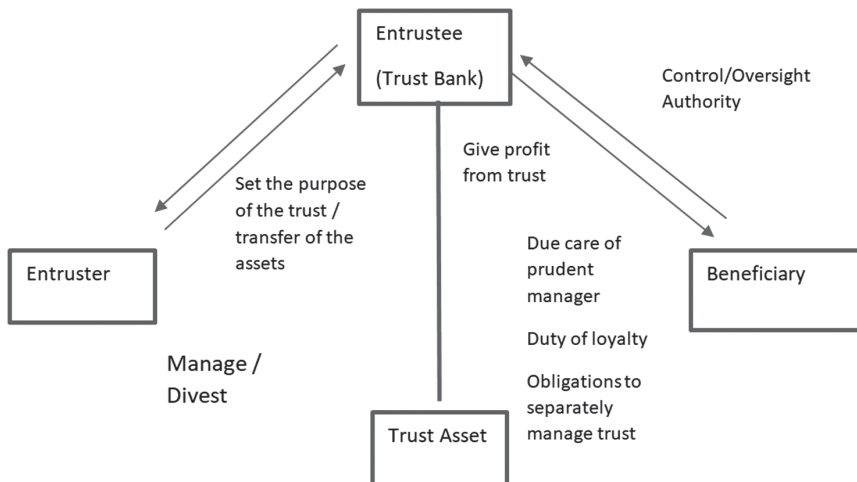 Entrustee
(Trust Bank)
Control/Oversight
Authority
Give profit
from trust
Set the purpose
of the trust /
transfer of the
assets
Entruster
Due care of
prudent
manager
Beneficiary
Duty of loyalty
Manage /
Divest
Obligations to
separately
manage trust
Trust Asset